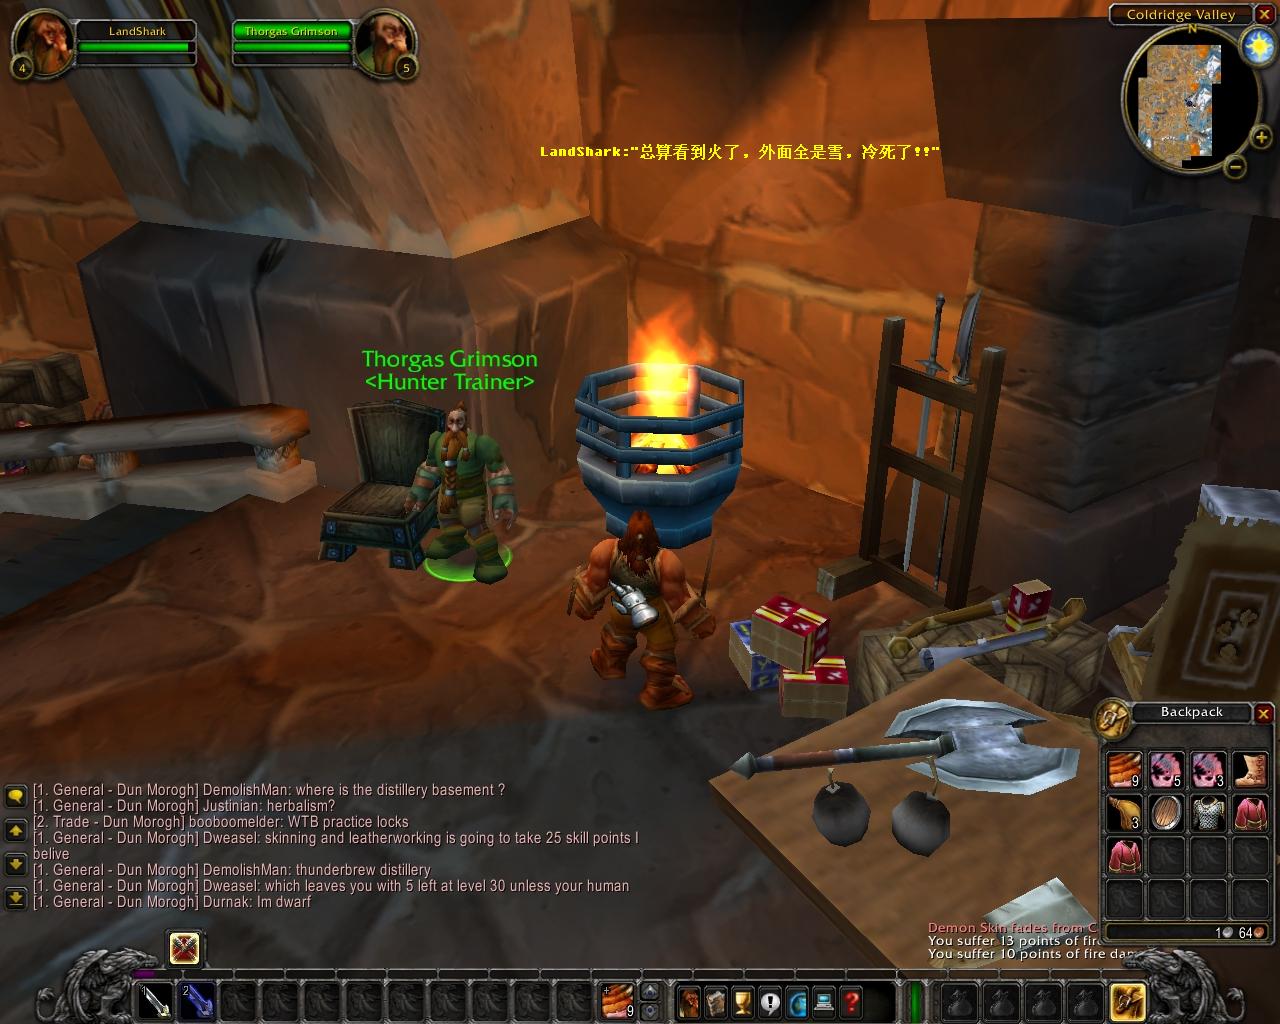 LandShark
4
Thorgas Grimson
5
Coldridge Valley
N
LandShark:"总算看到火了，外面全是雪，冷死了!!"
Thorgas Grimson
<Hunter Trainer>
Backpack
9
5
3
3
1 64
[1. General - Dun Morogh] DemolishMan: where is the distillery basement ?
[1. General - Dun Morogh] Justinian: herbalism?
[2. Trade - Dun Morogh] booboomelder: WTB practice locks
[1. General - Dun Morogh] Dweasel: skinning and leatherworking is going to take 25 skill points I
belive
[1. General - Dun Morogh] DemolishMan: thunderbrew distillery
[1. General - Dun Morogh] Dweasel: which leaves you with 5 left at level 30 unless your human
[1. General - Dun Morogh] Durnak: Im dwarf
Demon Skin fades from
You suffer 13 points of fire
You suffer 10 points of fire
1
2
+
9